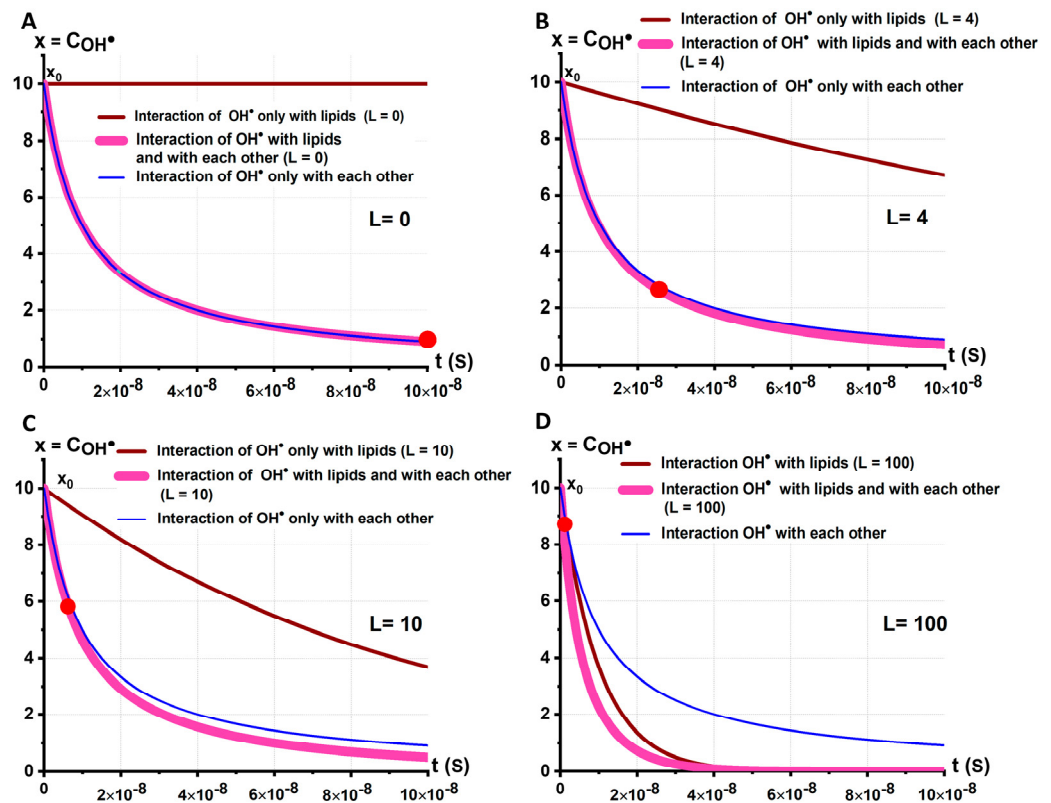 A
x = COH•
x₀
10
8
6
4
2
0
Interaction of OH• only with lipids (L = 0)
Interaction of OH• with lipids
and with each other (L = 0)
Interaction of OH• only with each other
L= 0
t (S)
2×10⁻⁸ 4×10⁻⁸ 6×10⁻⁸ 8×10⁻⁸ 10×10⁻⁸
B
x = COH•
x₀
10
8
6
4
2
0
Interaction of OH• only with lipids (L = 4)
Interaction of OH• with lipids and with each other
(L = 4)
Interaction of OH• only with each other
L= 4
t (S)
2×10⁻⁸ 4×10⁻⁸ 6×10⁻⁸ 8×10⁻⁸ 10×10⁻⁸
C
x = COH•
x₀
10
8
6
4
2
0
Interaction of OH• only with lipids (L = 10)
Interaction of OH• with lipids and with each other
(L = 10)
Interaction of OH• only with each other
L= 10
t (S)
2×10⁻⁸ 4×10⁻⁸ 6×10⁻⁸ 8×10⁻⁸ 10×10⁻⁸
D
x = COH•
x₀
10
8
6
4
2
0
Interaction OH• with lipids (L = 100)
Interaction OH• with lipids and with each other
(L = 100)
Interaction OH• with each other
L= 100
t (S)
2×10⁻⁸ 4×10⁻⁸ 6×10⁻⁸ 8×10⁻⁸ 10×10⁻⁸